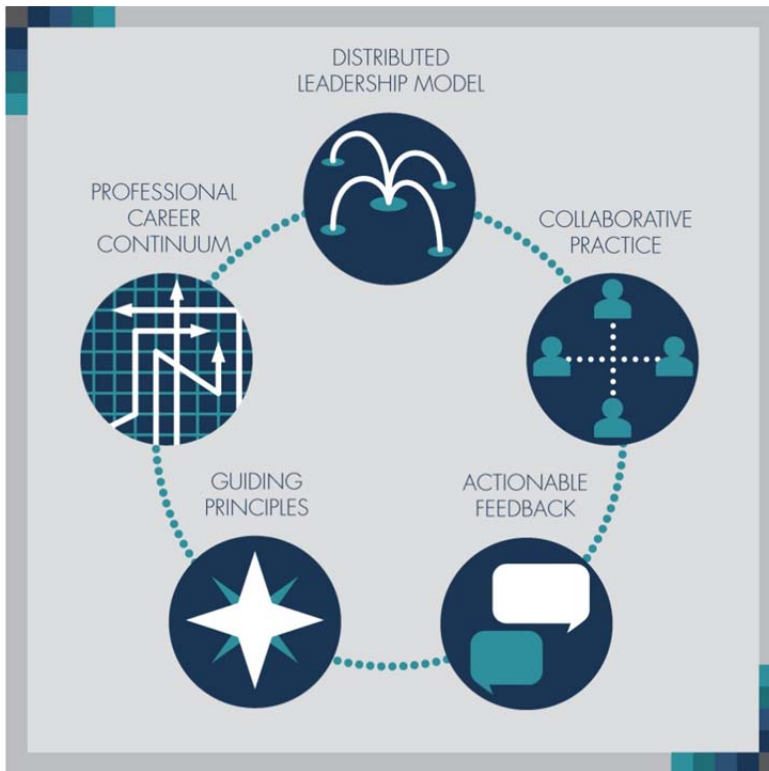 DISTRIBUTED
LEADERSHIP MODEL
PROFESSIONAL
CAREER
CONTINUUM
COLLABORATIVE
PRACTICE
GUIDING
PRINCIPLES
ACTIONABLE
FEEDBACK